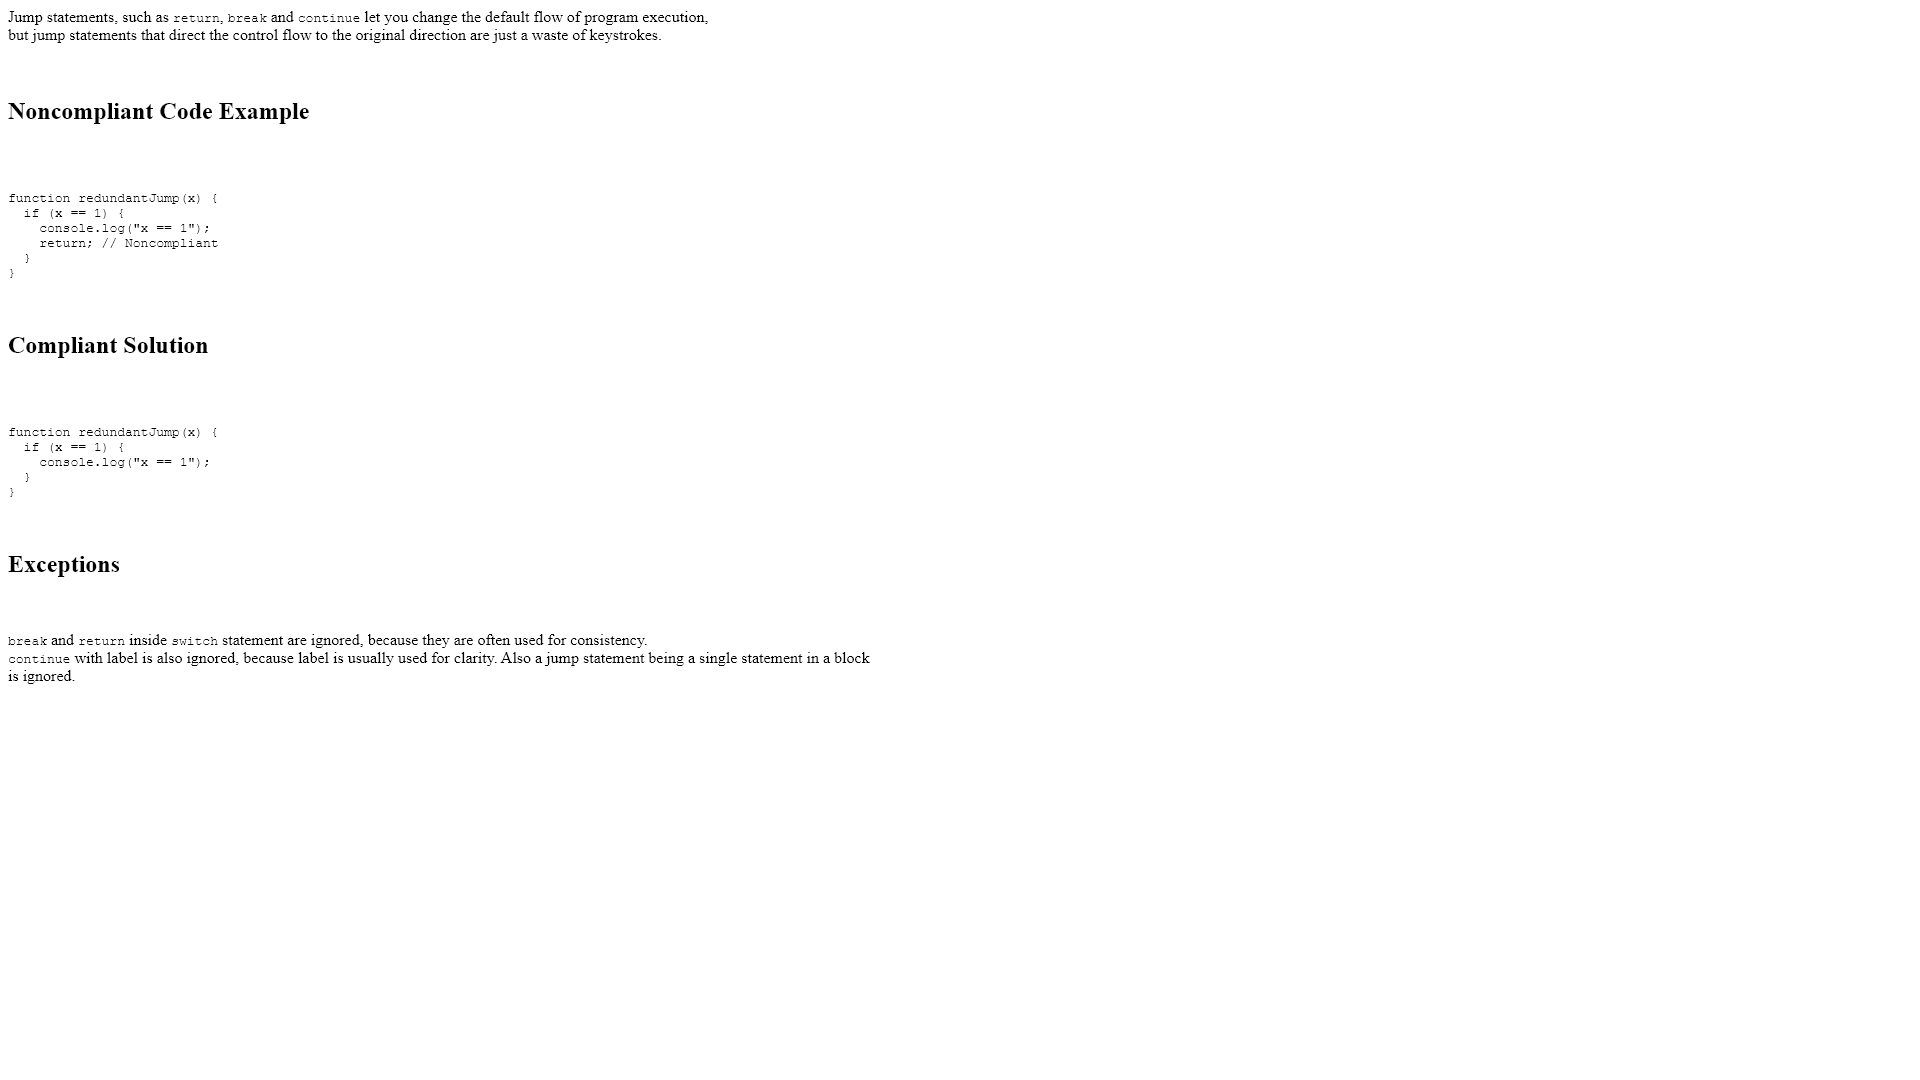 Jump statements, such as return, break and continue let you change the default flow of program execution,
but jump statements that direct the control flow to the original direction are just a waste of keystrokes.
Noncompliant Code Example
function redundantJump(x) {
  if (x == 1) {
    console.log("x == 1");
    return; // Noncompliant
  }
}
Compliant Solution
function redundantJump(x) {
  if (x == 1) {
    console.log("x == 1");
  }
}
Exceptions
break and return inside switch statement are ignored, because they are often used for consistency.
continue with label is also ignored, because label is usually used for clarity. Also a jump statement being a single statement in a block
is ignored.